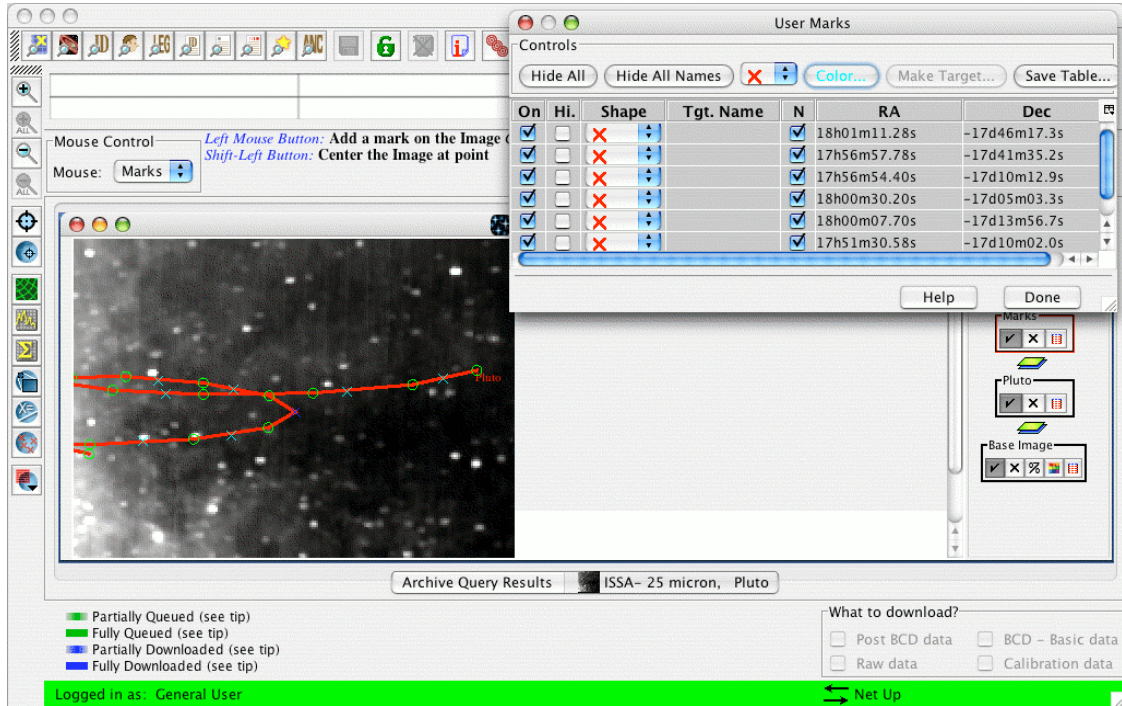 User Marks
JD
LEG
ANC
i
Controls
Hide All Hide All Names Color... Make Target... Save Table...
On Hi. Shape Tgt. Name N RA Dec
18h01m11.28s -17d46m17.3s
17h56m57.78s -17d41m35.2s
17h56m54.40s -17d10m12.9s
18h00m30.20s -17d05m03.3s
18h00m07.70s -17d13m56.7s
17h51m30.58s -17d10m02.0s
Help Done
ALL
ALL
Mouse Control
Mouse: Marks
Left Mouse Button: Add a mark on the Image
Shift-Left Button: Center the Image at point
Pluto
Marks
Pluto
Base Image
Archive Query Results ISSA- 25 micron, Pluto
Partially Queued (see tip)
Fully Queued (see tip)
Partially Downloaded (see tip)
Fully Downloaded (see tip)
What to download?
Post BCD data BCD - Basic data
Raw data Calibration data
Logged in as: General User Net Up